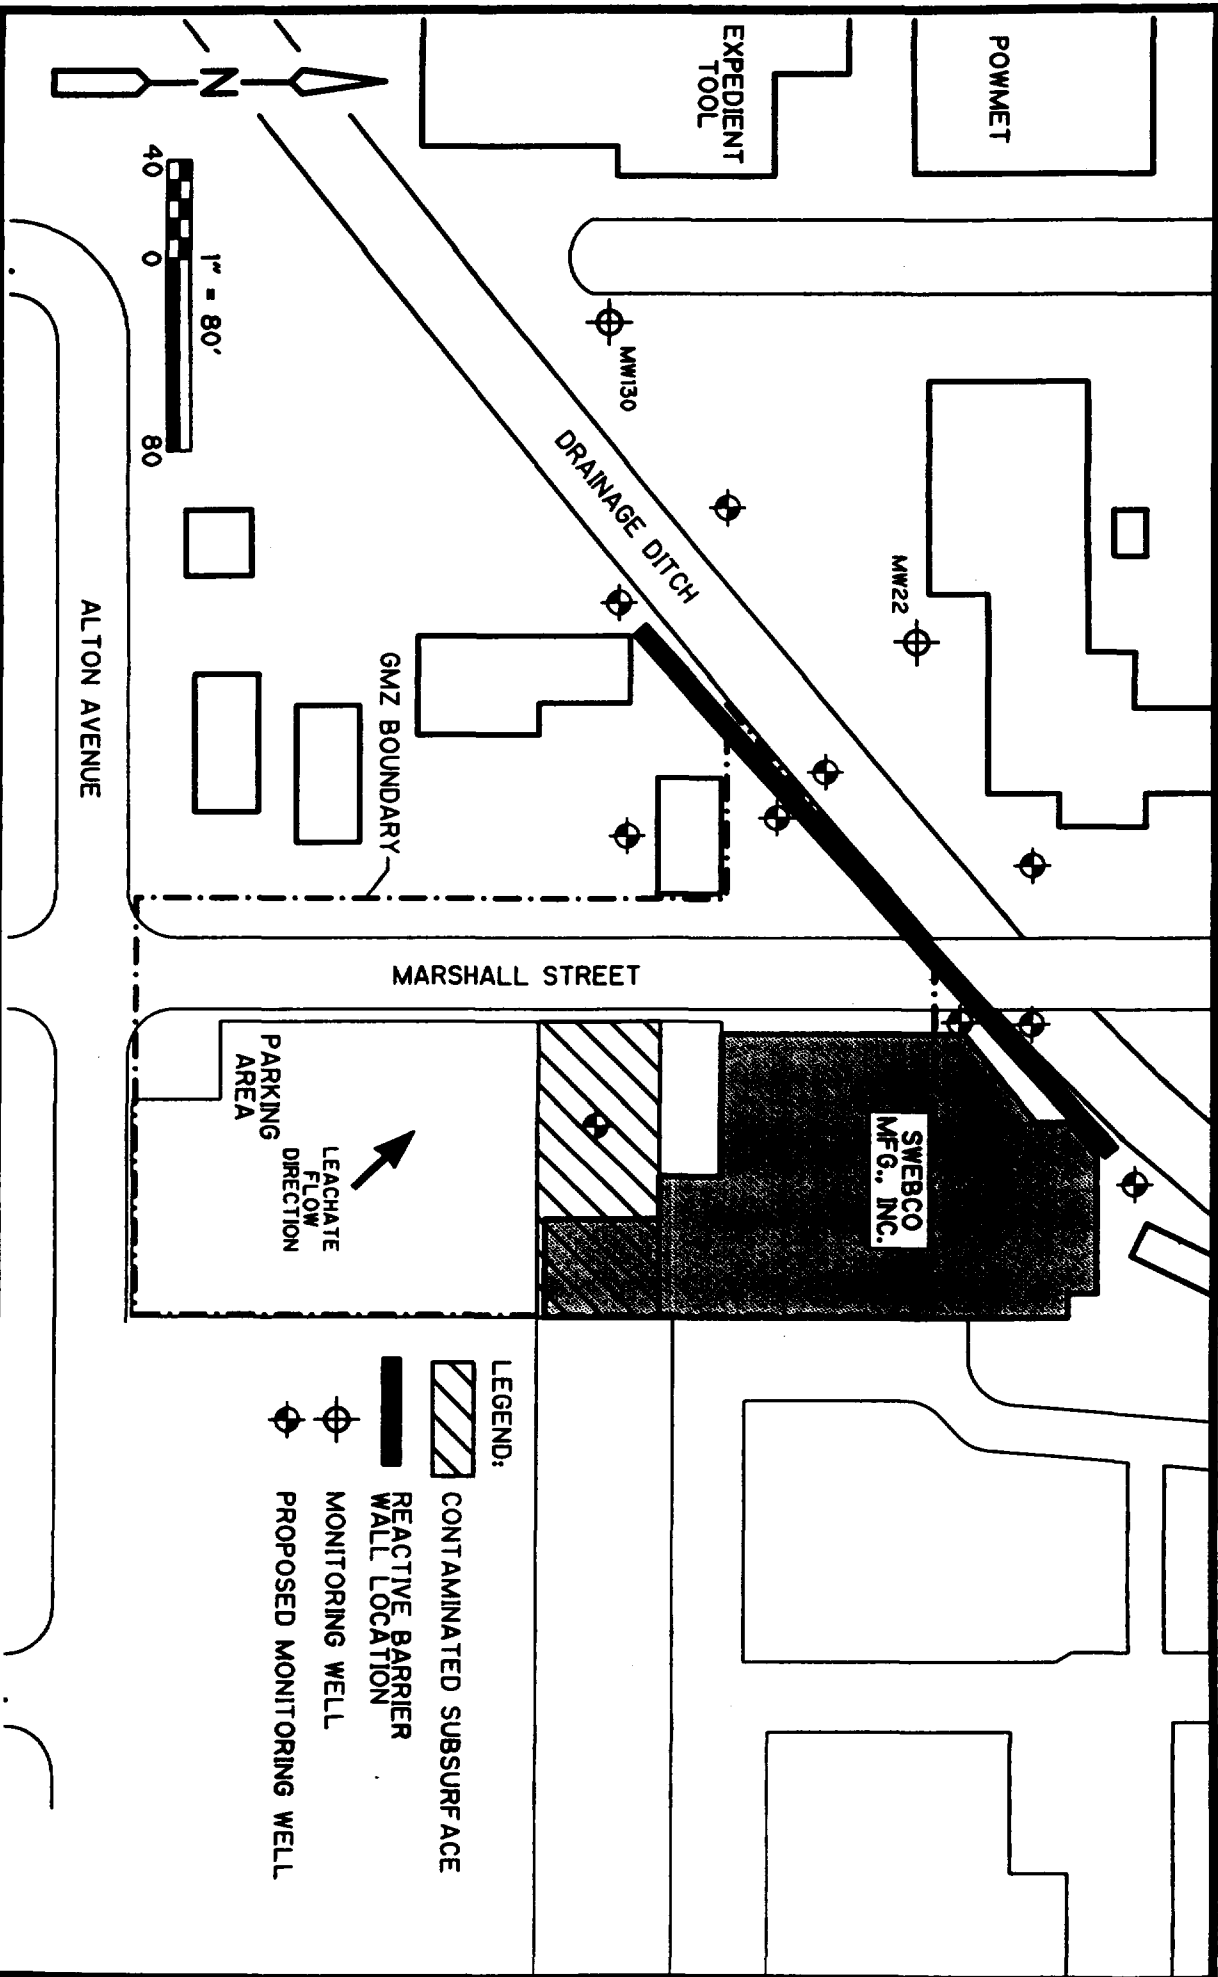 POWMET
EXPEDIENT
TOOL
N
40 0 80
1" = 80'
MW130
MW22
DRAINAGE DITCH
GMZ BOUNDARY
ALTON AVENUE
MARSHALL STREET
SWEBCO
MFG., INC.
PARKING
AREA
LEACHATE
FLOW
DIRECTION
LEGEND:
CONTAMINATED SUBSURFACE
REACTIVE BARRIER
WALL LOCATION
MONITORING WELL
PROPOSED MONITORING WELL